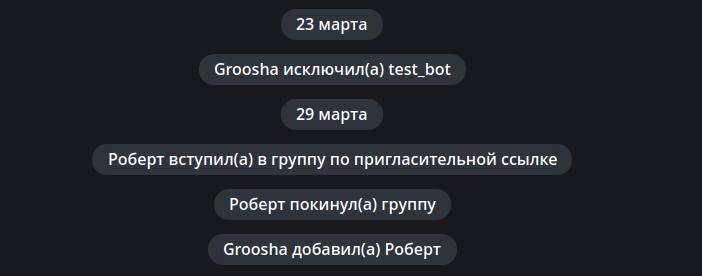 23 марта
Groosha исключил(а) test_bot
29 марта
Роберт вступил(а) в группу по пригласительной ссылке
Роберт покинул(а) группу
Groosha добавил(а) Роберт